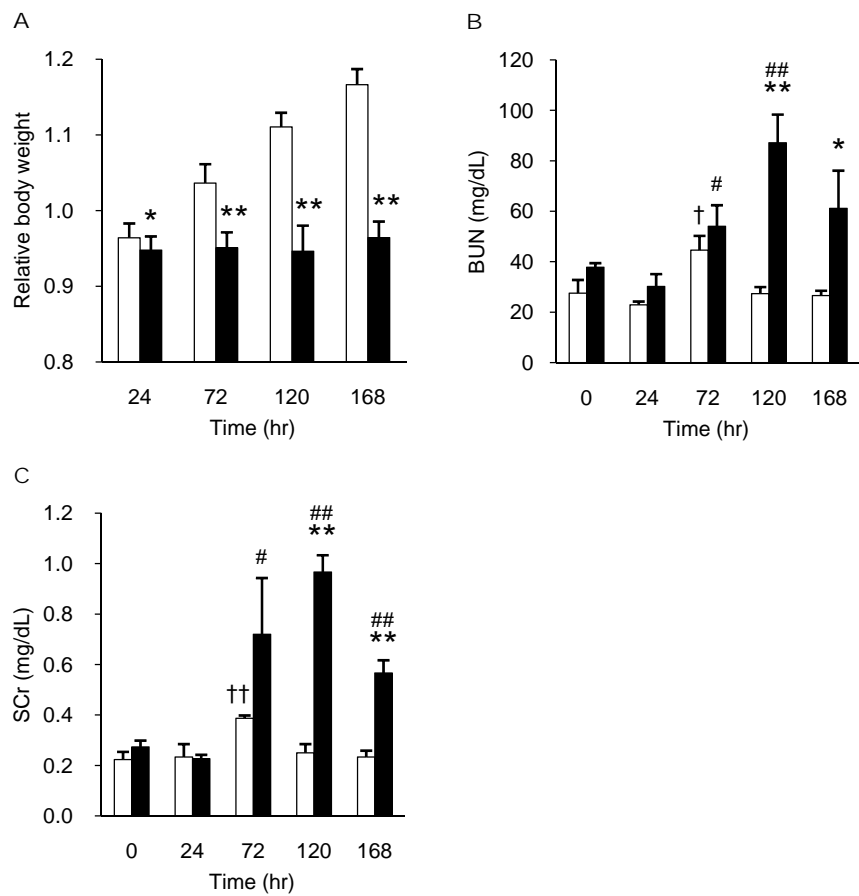 A
1.2
1.1
1.0
0.9
0.8
Relative body weight
*
**
**
**
24 72 120 168
Time (hr)
B
120
100
80
60
40
20
0
BUN (mg/dL)
†
#
##
**
*
0 24 72 120 168
Time (hr)
C
1.2
1.0
0.8
0.6
0.4
0.2
0.0
SCr (mg/dL)
††
#
##
**
##
**
0 24 72 120 168
Time (hr)